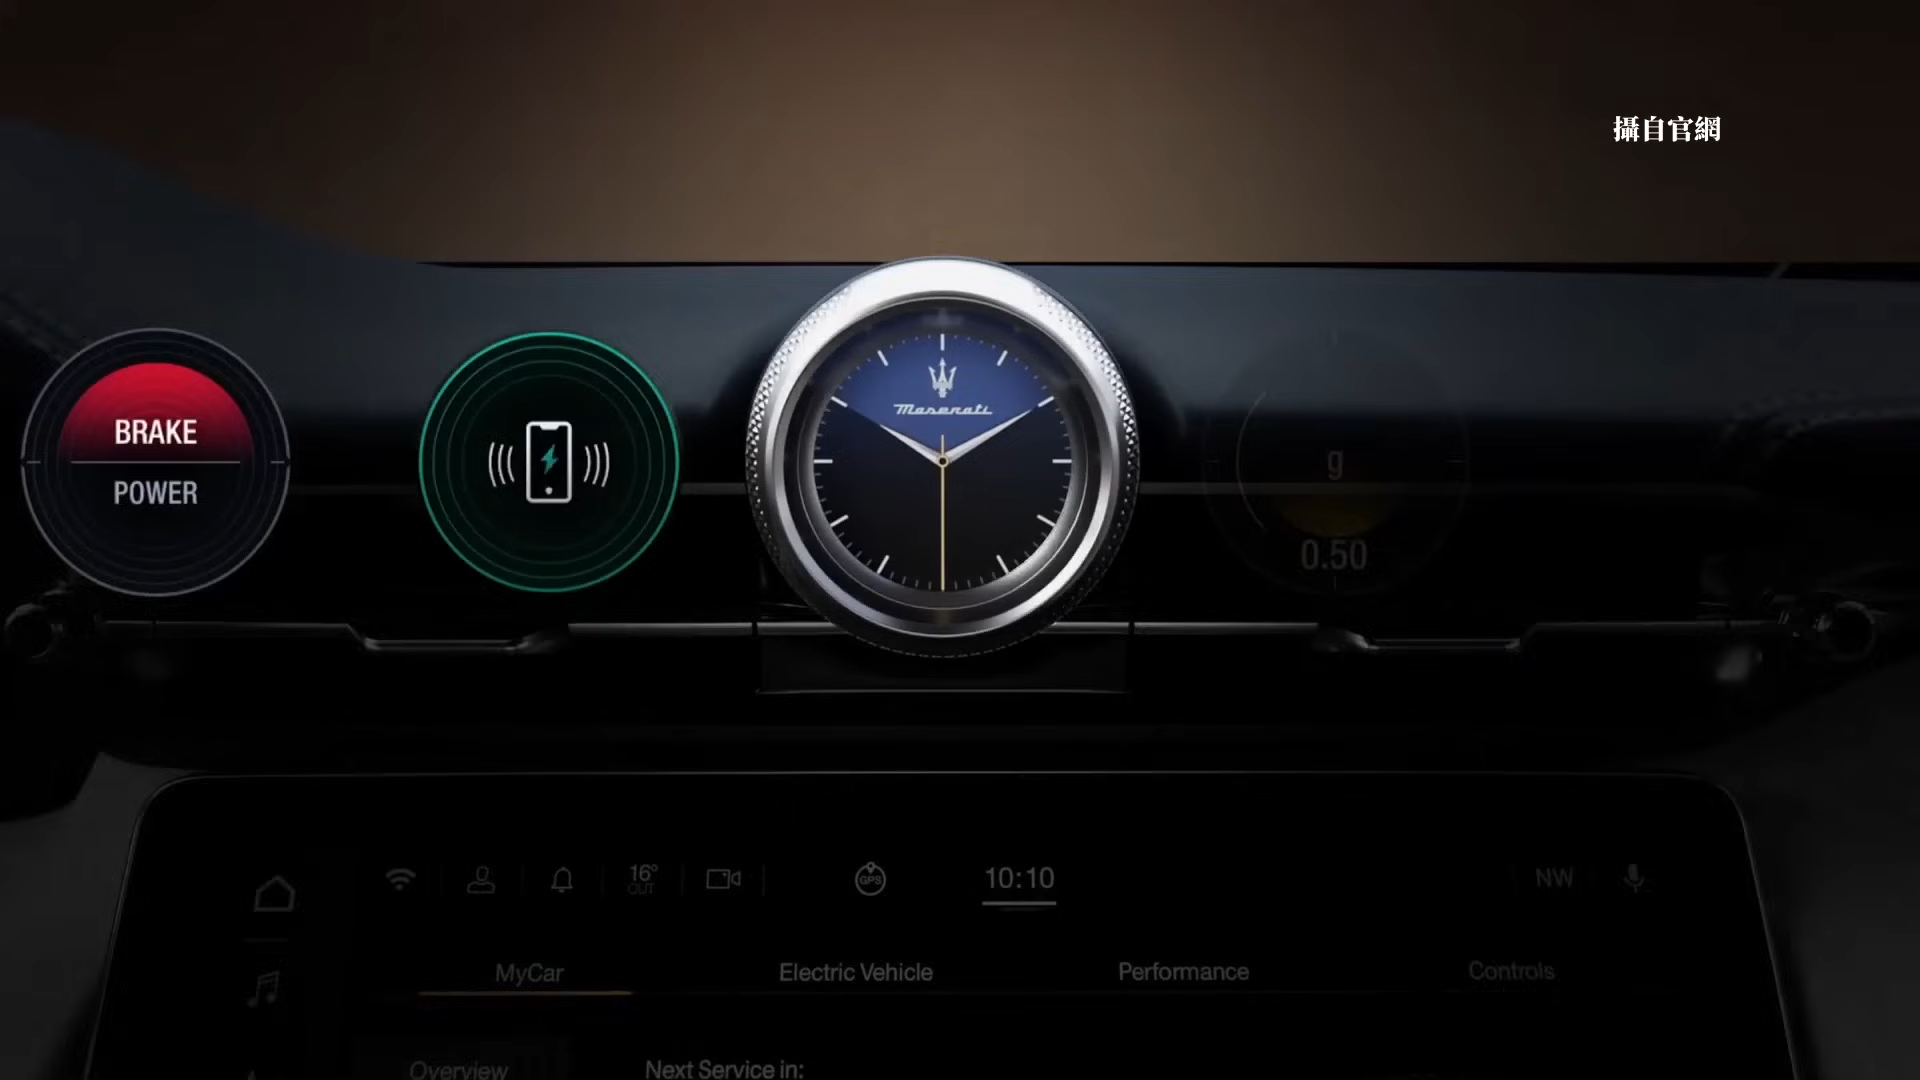 攝自官網
BRAKE
POWER
Maserati
g
0.50
16°
OUT
GPS
10:10
NW
MyCar
Electric Vehicle
Performance
Controls
Overview
Next Service in: